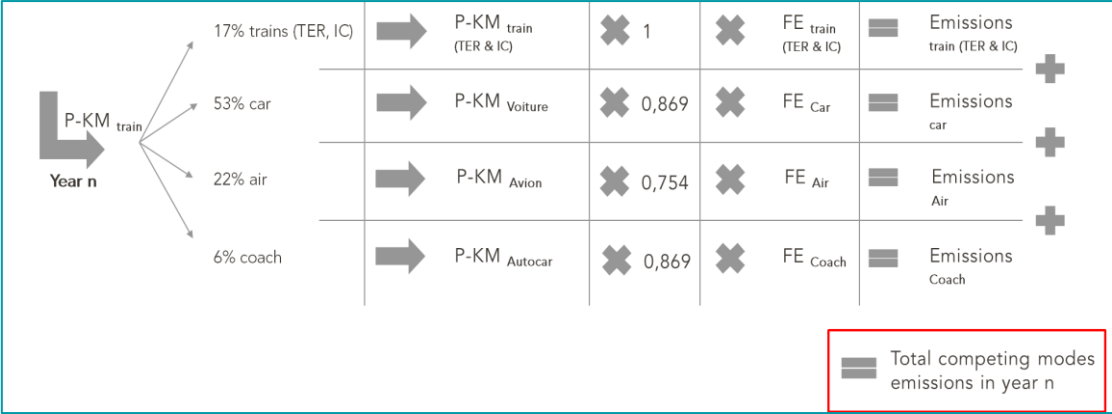 17% trains (TER, IC)
P-KM train
(TER & IC)
1
FE train
(TER & IC)
Emissions
train (TER & IC)
53% car
P-KM Voiture
0,869
FE Car
Emissions
car
P-KM train
Year n
22% air
P-KM Avion
0,754
FE Air
Emissions
Air
6% coach
P-KM Autocar
0,869
FE Coach
Emissions
Coach
Total competing modes
emissions in year n